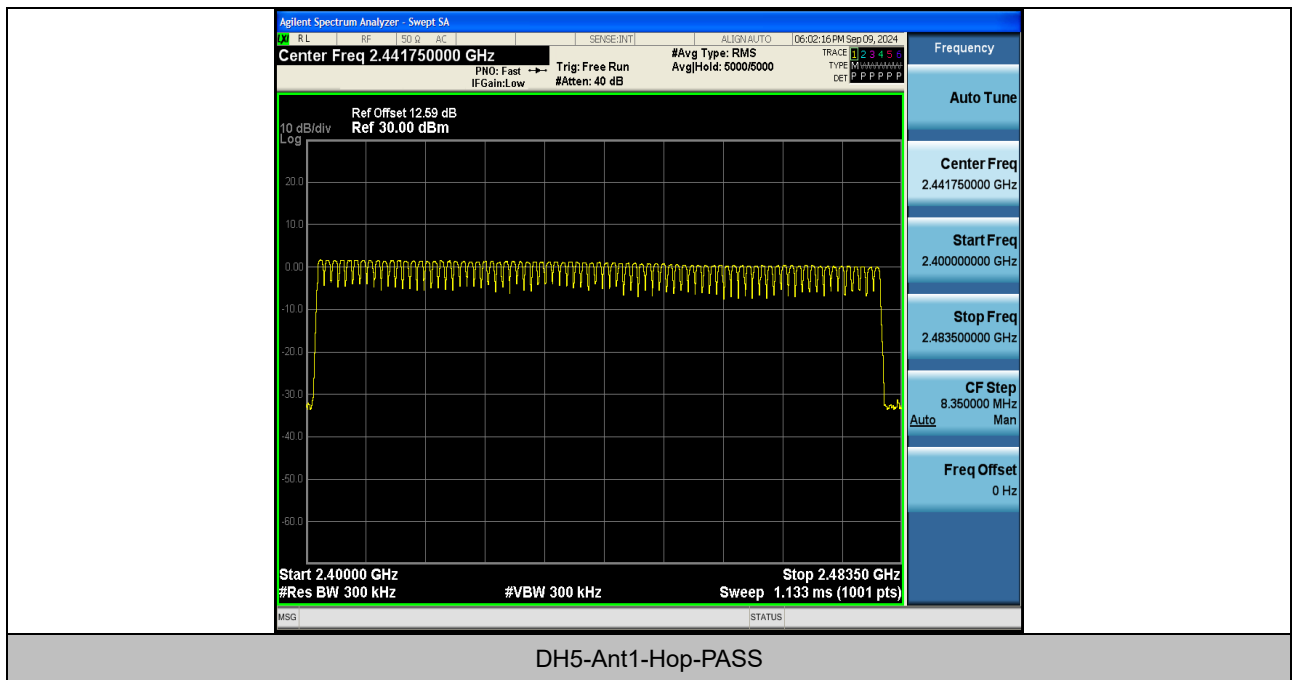 Agilent Spectrum Analyzer - Swept SA
LXI RL RF 50 Ω AC SENSE:INT ALIGN AUTO 06:02:16 PM Sep 09, 2024
Center Freq 2.441750000 GHz
PNO: Fast
IFGain:Low
Trig: Free Run
#Atten: 40 dB
#Avg Type: RMS
Avg|Hold: 5000/5000
TRACE 1 2 3 4 5 6
TYPE M
DET P P P P P P
Ref Offset 12.59 dB
10 dB/div Ref 30.00 dBm
Log
20.0
10.0
0.00
-10.0
-20.0
-30.0
-40.0
-50.0
-60.0
Start 2.40000 GHz Stop 2.48350 GHz
#Res BW 300 kHz #VBW 300 kHz Sweep 1.133 ms (1001 pts)
MSG STATUS
Frequency
Auto Tune
Center Freq
2.441750000 GHz
Start Freq
2.400000000 GHz
Stop Freq
2.483500000 GHz
CF Step
8.350000 MHz
Auto Man
Freq Offset
0 Hz
DH5-Ant1-Hop-PASS